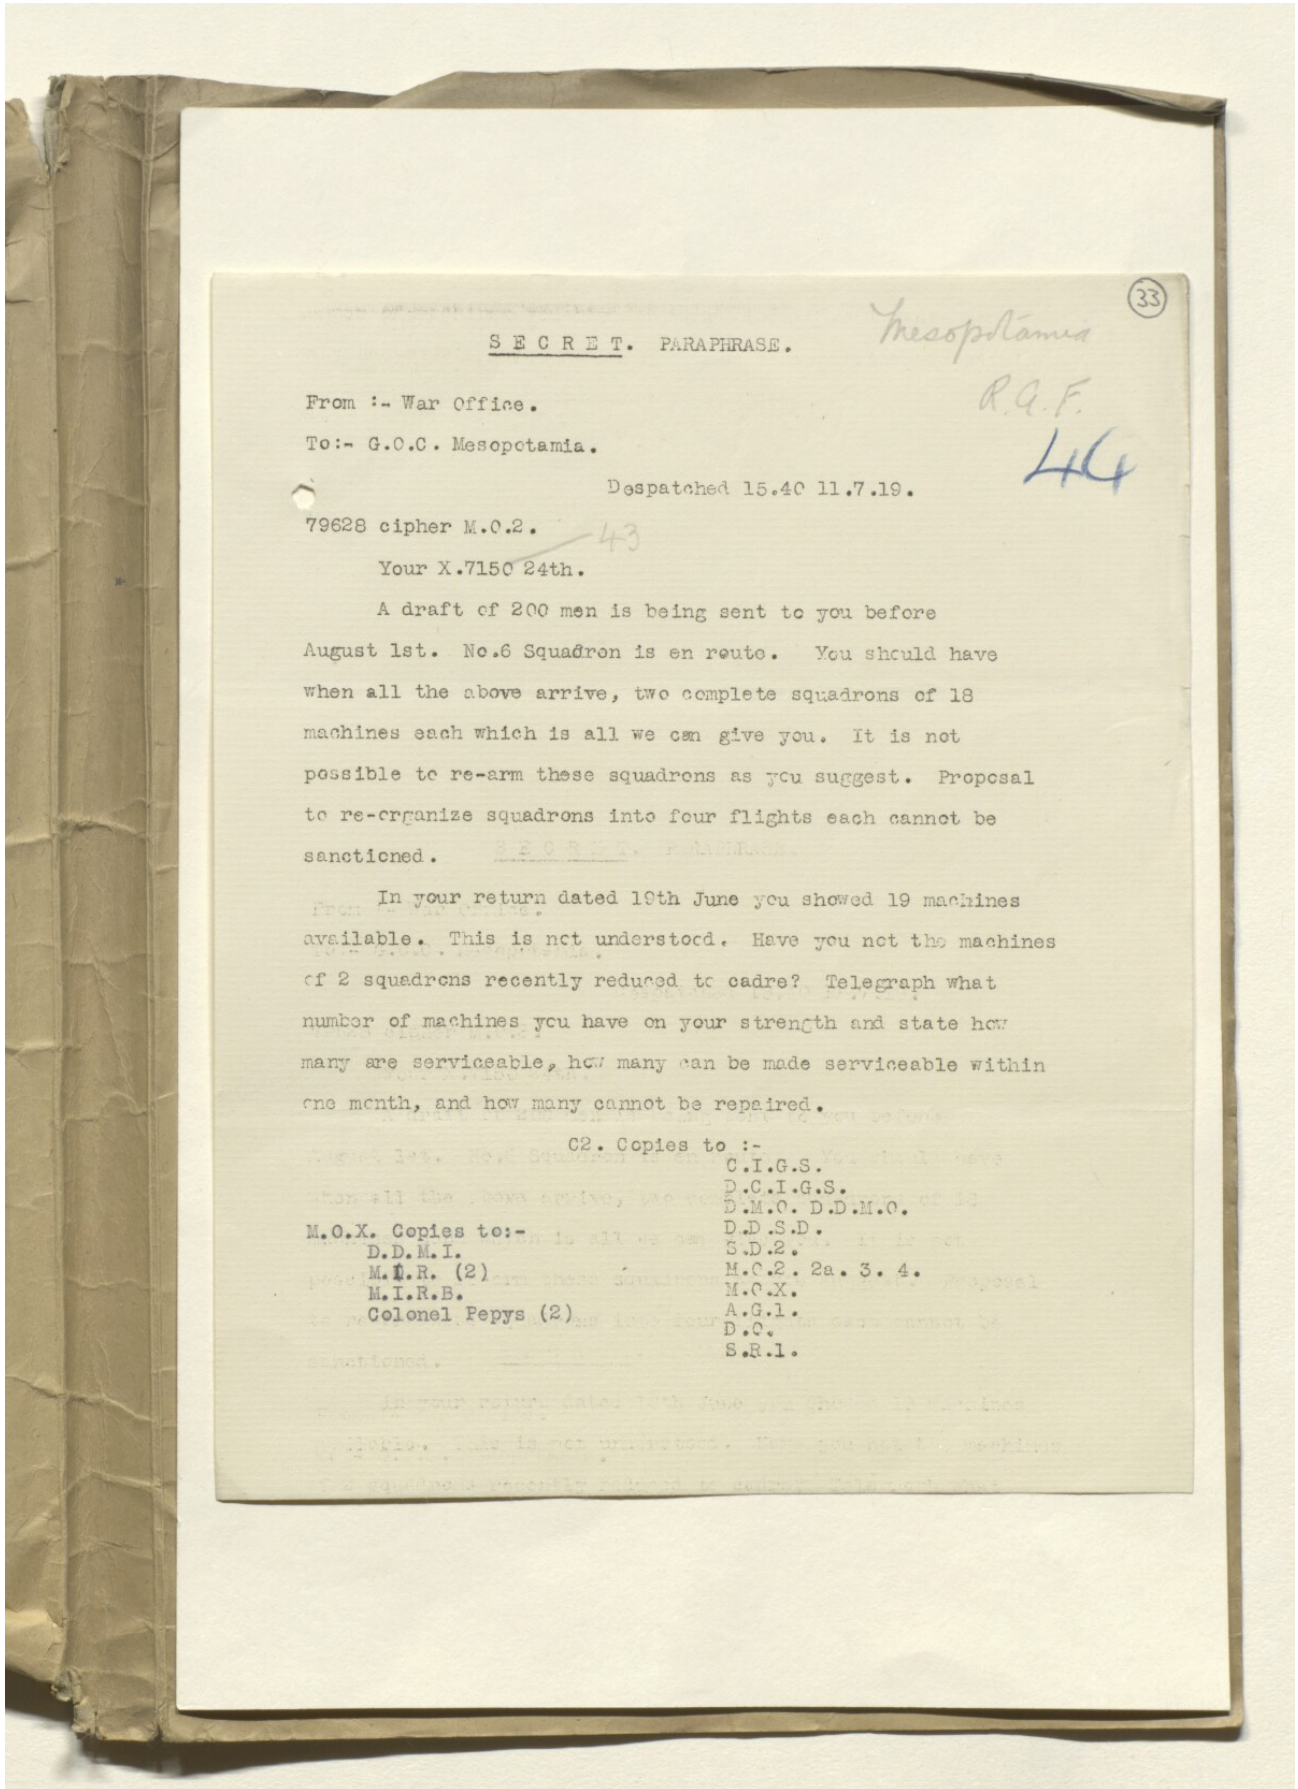 33
Mesopotamia
SECRET. PARAPHRASE.
R.A.F.
From :- War Office.
To:- G.O.C. Mesopotamia.
44
Despatched 15.40 11.7.19.
79628 cipher M.O.2.
43
Your X.7150 24th.
A draft of 200 men is being sent to you before
August 1st. No.6 Squadron is en route. You should have
when all the above arrive, two complete squadrons of 18
machines each which is all we can give you. It is not
possible to re-arm these squadrons as you suggest. Proposal
to re-organize squadrons into four flights each cannot be
sanctioned.
In your return dated 19th June you showed 19 machines
available. This is not understood. Have you not the machines
of 2 squadrons recently reduced to cadre? Telegraph what
number of machines you have on your strength and state how
many are serviceable, how many can be made serviceable within
one month, and how many cannot be repaired.
C2. Copies to :-
C.I.G.S.
D.C.I.G.S.
D.M.O. D.D.M.O.
D.D.S.D.
S.D.2.
M.O.2. 2a. 3. 4.
M.O.X.
A.G.1.
D.O.
S.R.1.
M.O.X. Copies to:-
D.D.M.I.
M.I.R. (2)
M.I.R.B.
Colonel Pepys (2)